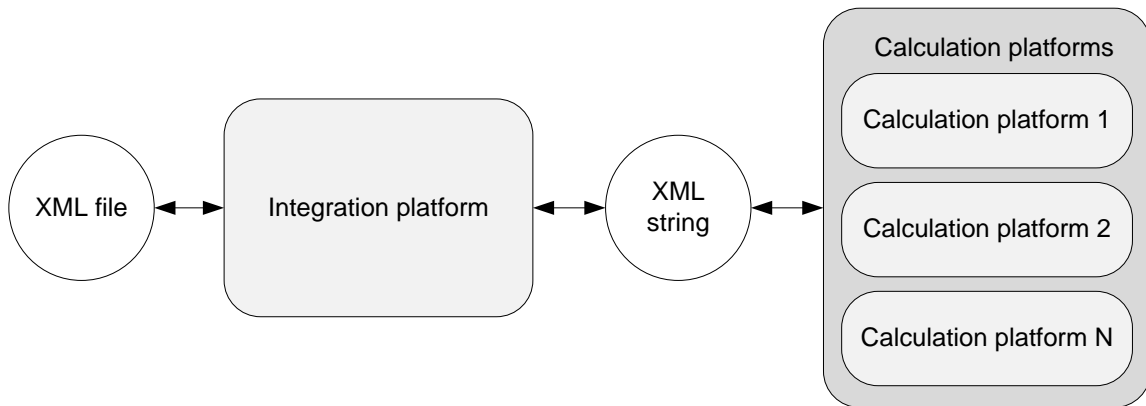 XML file
Integration platform
XML
string
Calculation platforms
Calculation platform 1
Calculation platform 2
Calculation platform N